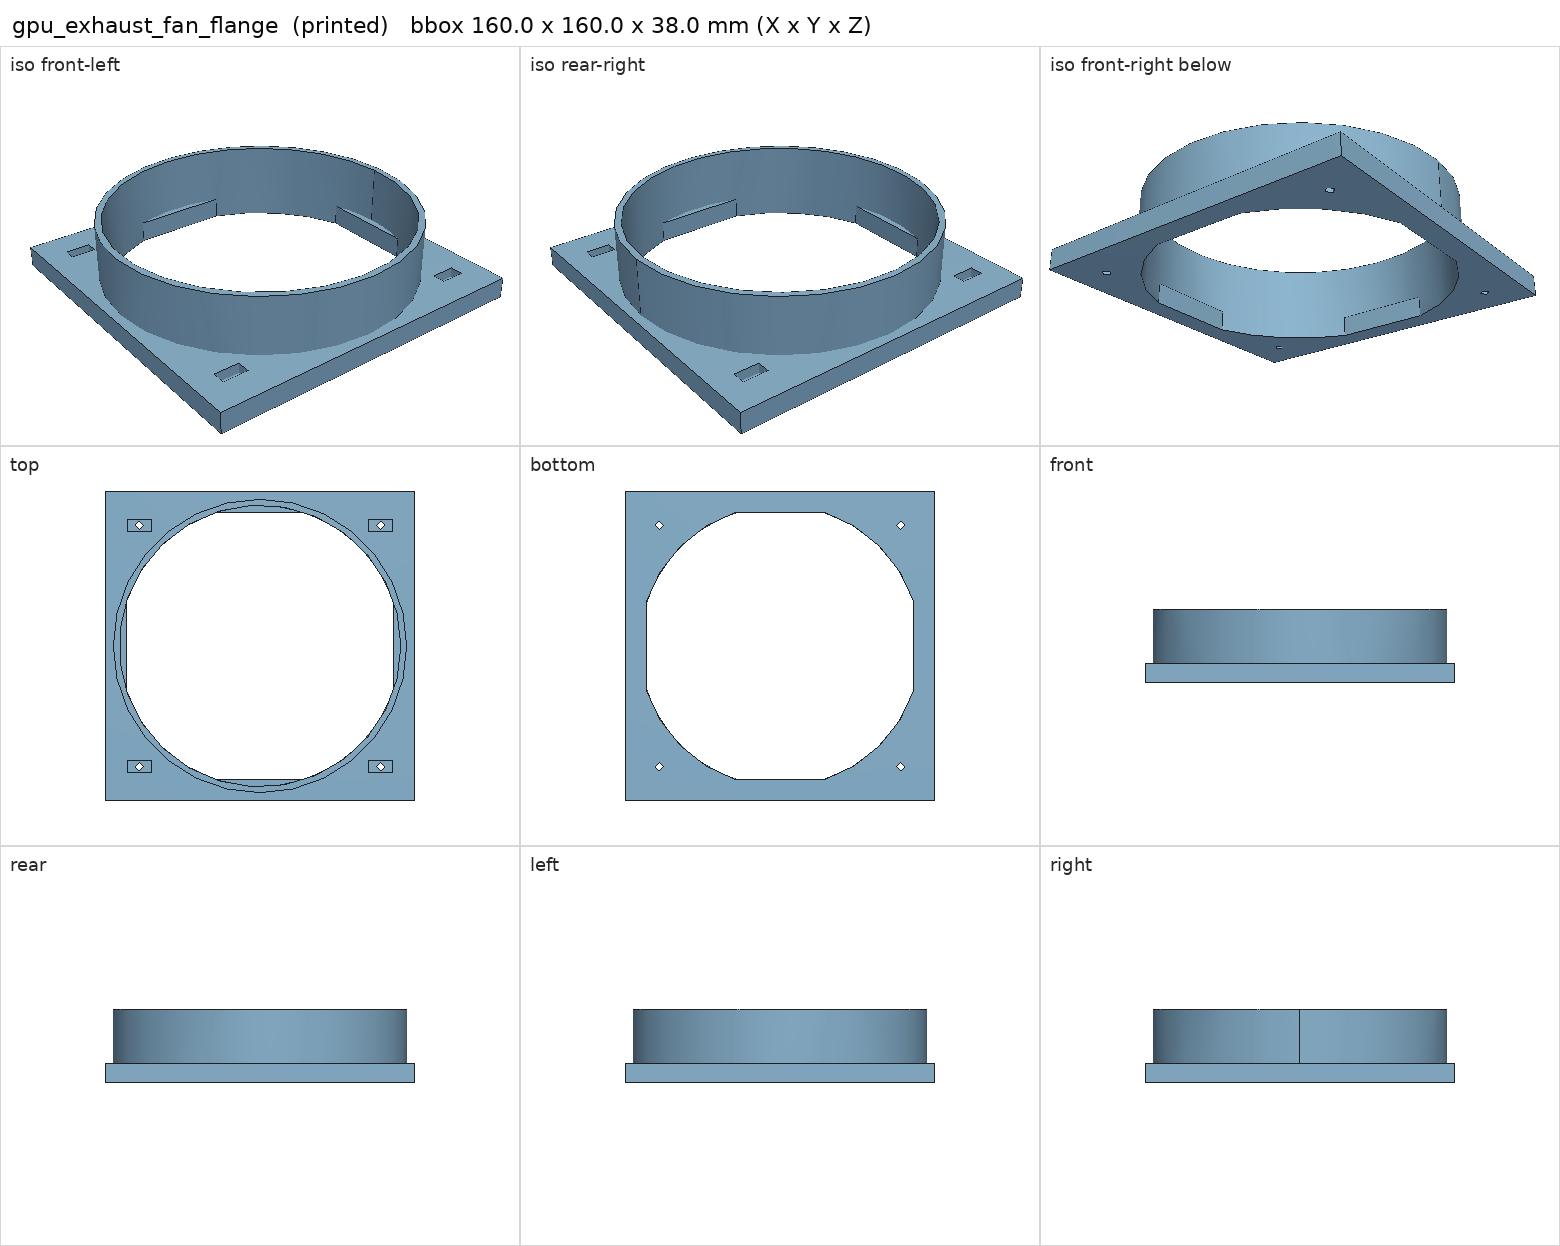 gpu_exhaust_fan_flange (printed) bbox 160.0 x 160.0 x 38.0 mm (X x Y x Z)
iso front-left
iso rear-right
iso front-right below
top
bottom
front
rear
left
right